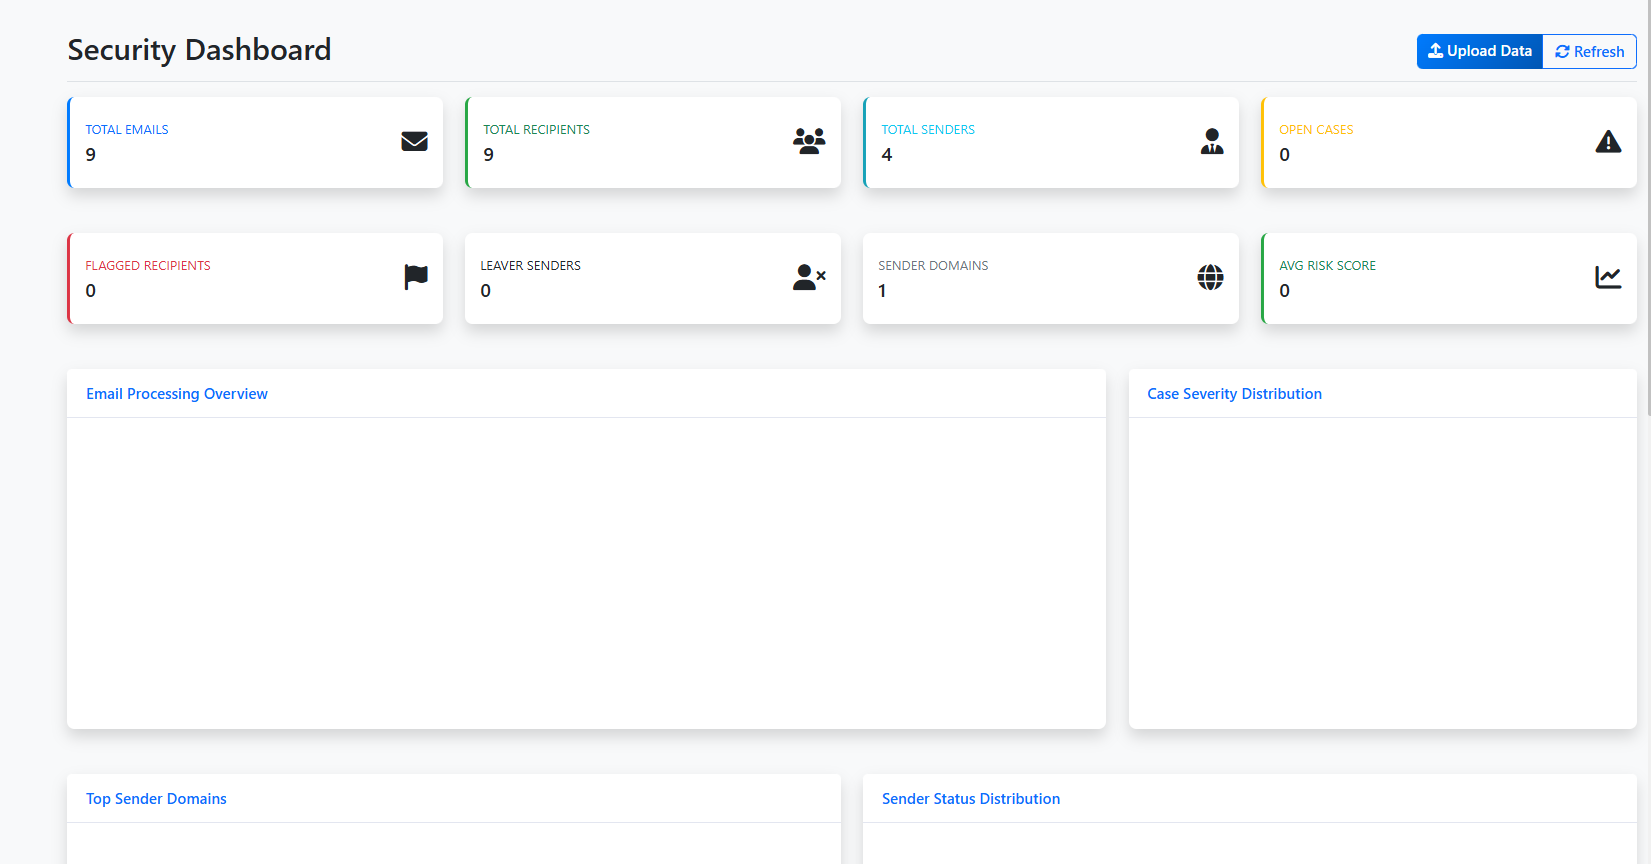 Security Dashboard
Upload Data
Refresh
TOTAL EMAILS
9
TOTAL RECIPIENTS
9
TOTAL SENDERS
4
OPEN CASES
0
FLAGGED RECIPIENTS
0
LEAVER SENDERS
0
SENDER DOMAINS
1
AVG RISK SCORE
0
Email Processing Overview
Case Severity Distribution
Top Sender Domains
Sender Status Distribution